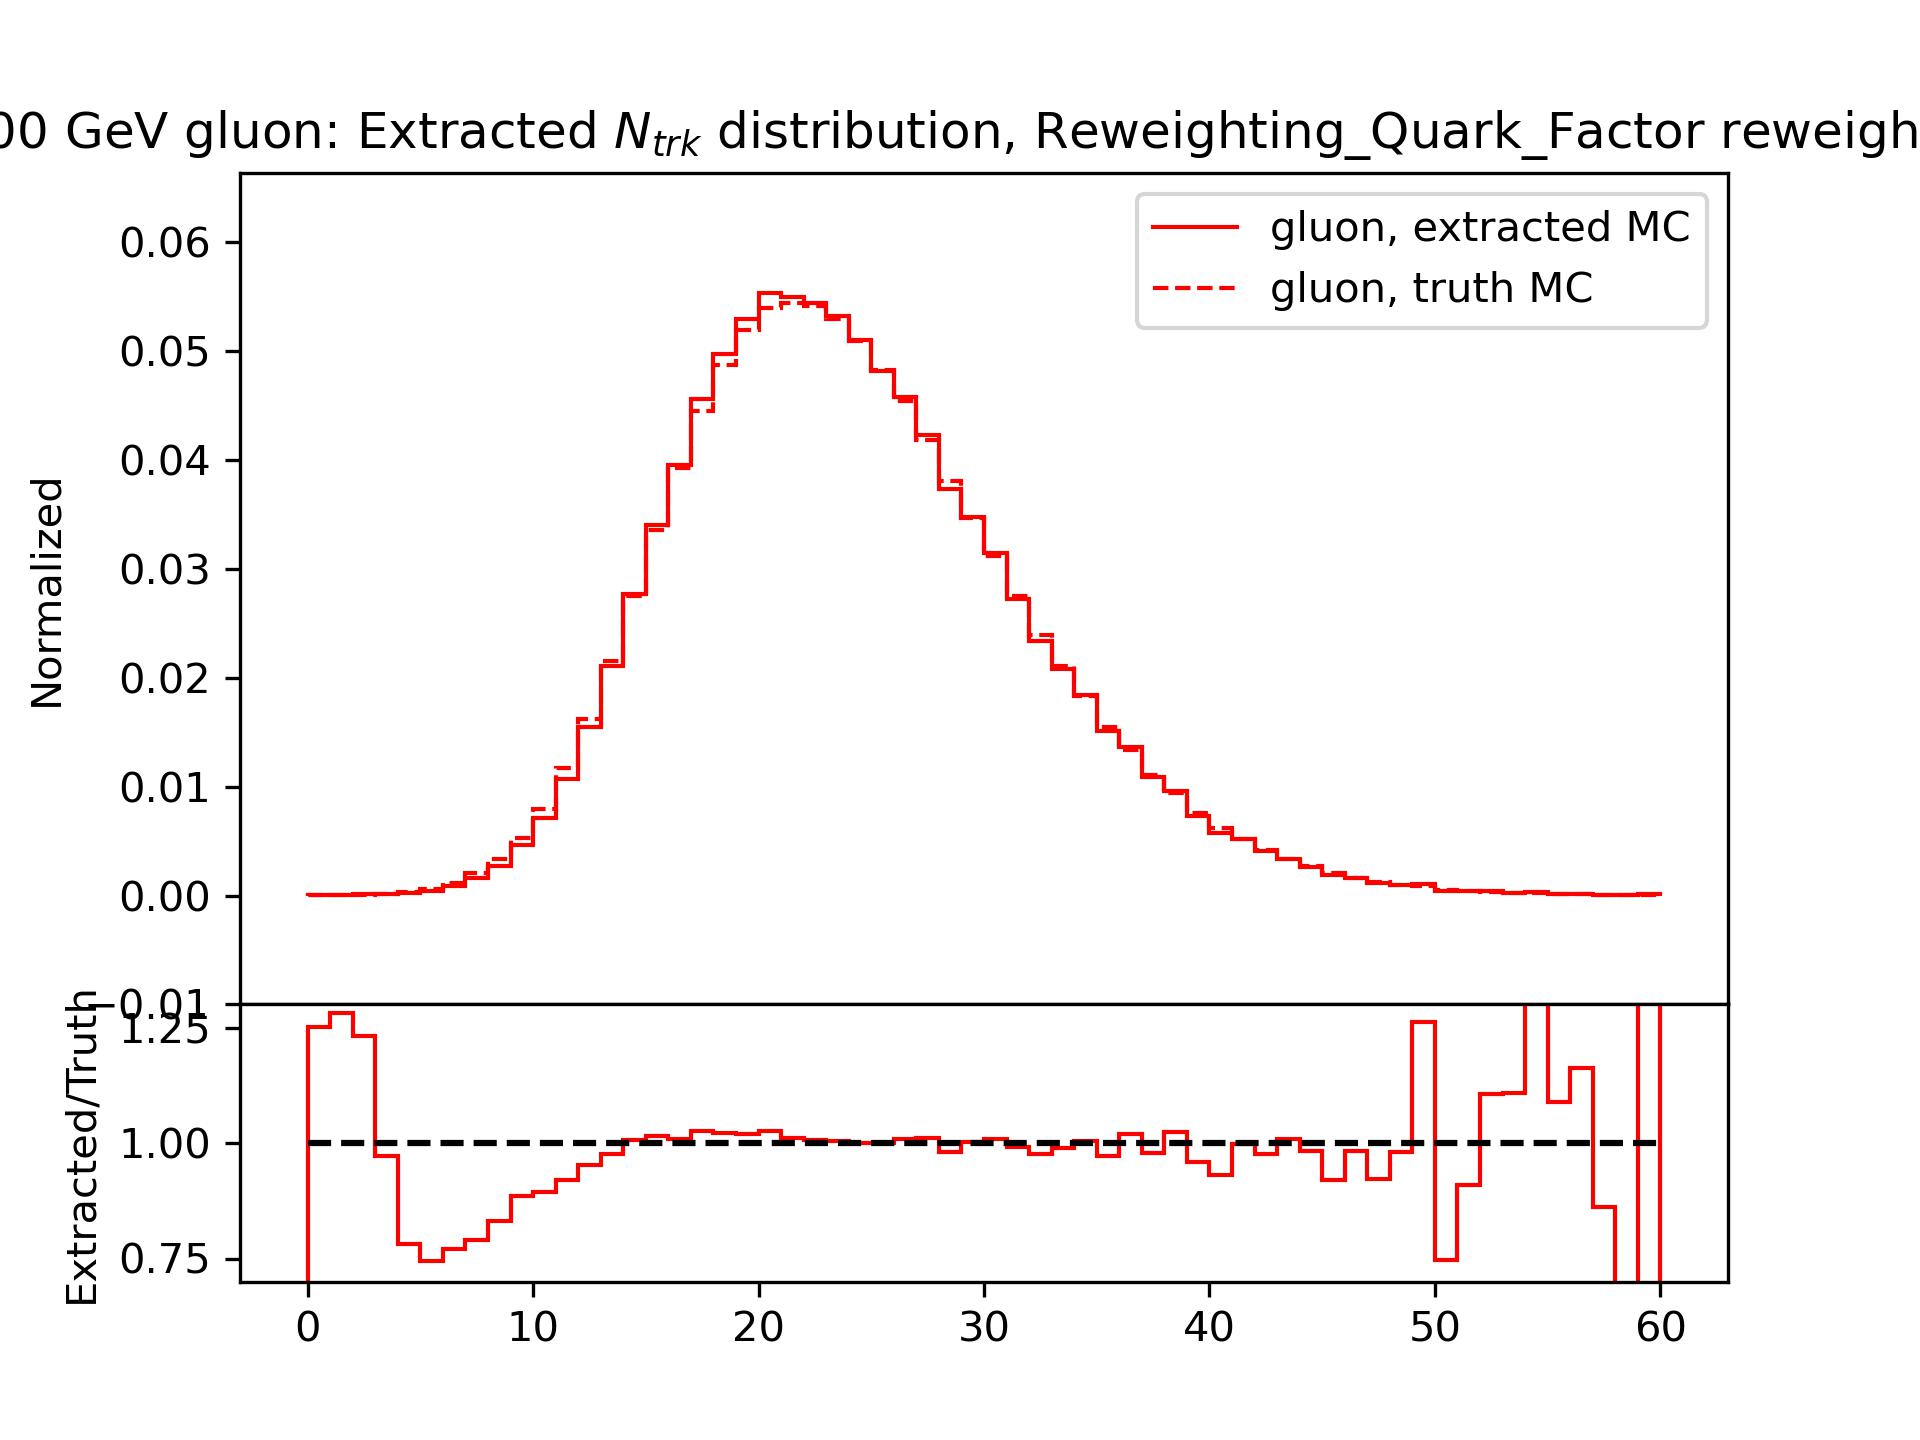 00 GeV gluon: Extracted N_trk distribution, Reweighting_Quark_Factor reweigh
gluon, extracted MC
gluon, truth MC
Normalized
0.06
0.05
0.04
0.03
0.02
0.01
0.00
−0.01
Extracted/Truth
1.25
1.00
0.75
0 10 20 30 40 50 60